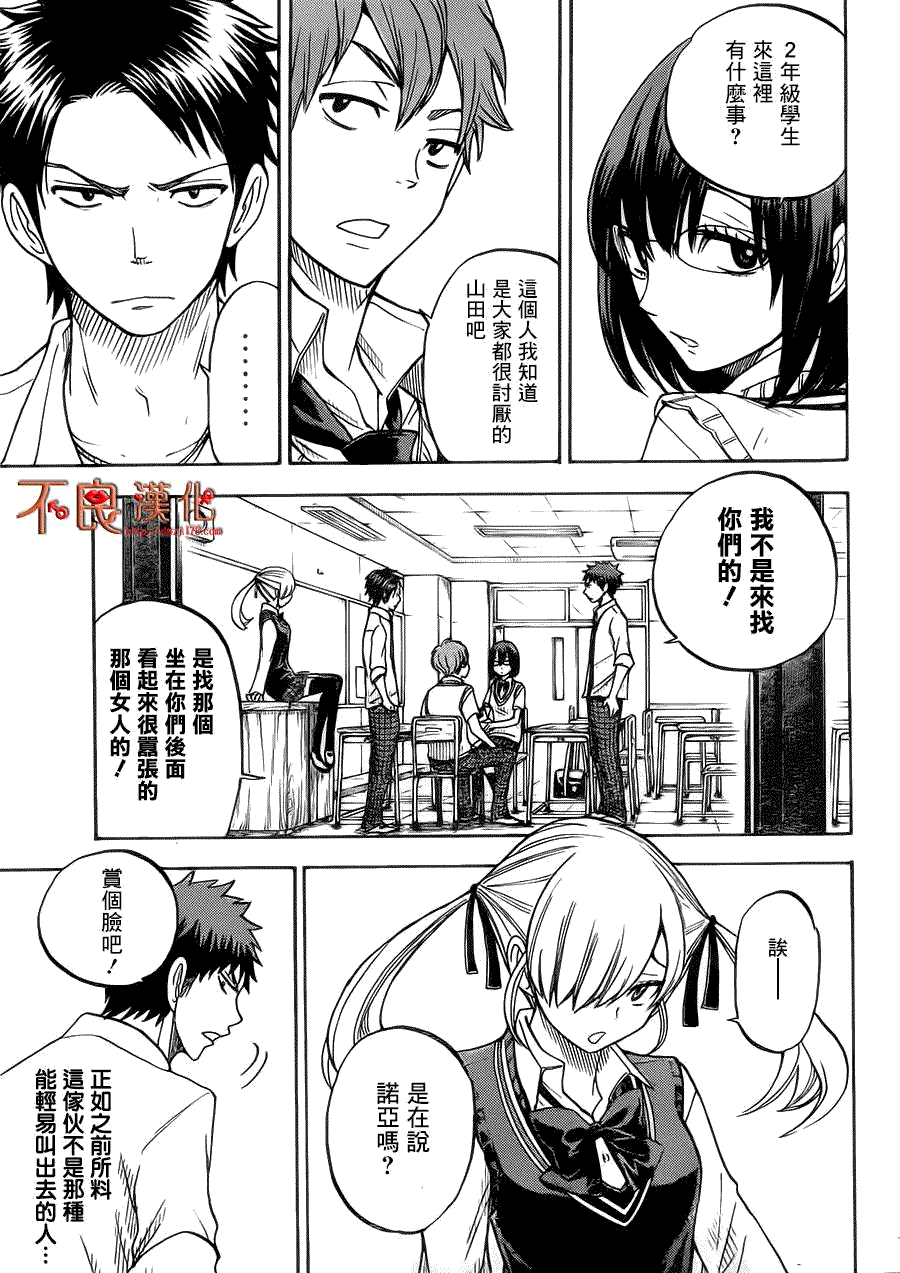 ２年級學生
來這裡
有什麼事？
這個人我知道
是大家都很討厭的
山田吧
………
不良漢化
我不是來找
你們的！
是找那個
坐在你們後面
看起來很囂張的
那個女人的！
誒—
是在說
諾亞嗎？
賞個臉吧！
正如之前所料
這傢伙不是那種
能輕易叫出去的人…